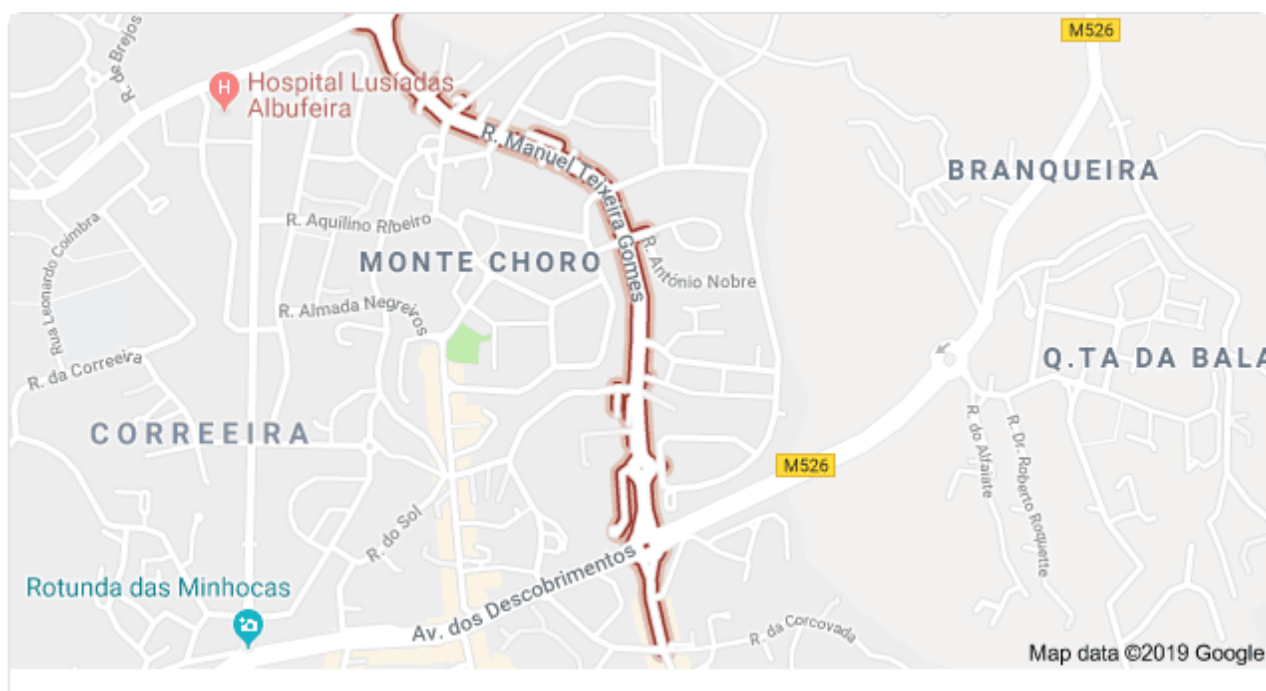 M526
R. de Brejos
Hospital Lusíadas
Albufeira
R. Manuel Teixeira Gomes
BRANQUEIRA
R. Aquilino Ribeiro
Rua Leonardo Coimbra
MONTE CHORO
R. António Nobre
R. Almada Negreiros
R. da Correeira
Q.TA DA BALA
CORREEIRA
M526
R. do Alfaiate
R. Dr. Roberto Roquette
R. do Sol
Rotunda das Minhocas
Av. dos Descobrimentos
R. da Corcovada
Map data ©2019 Google